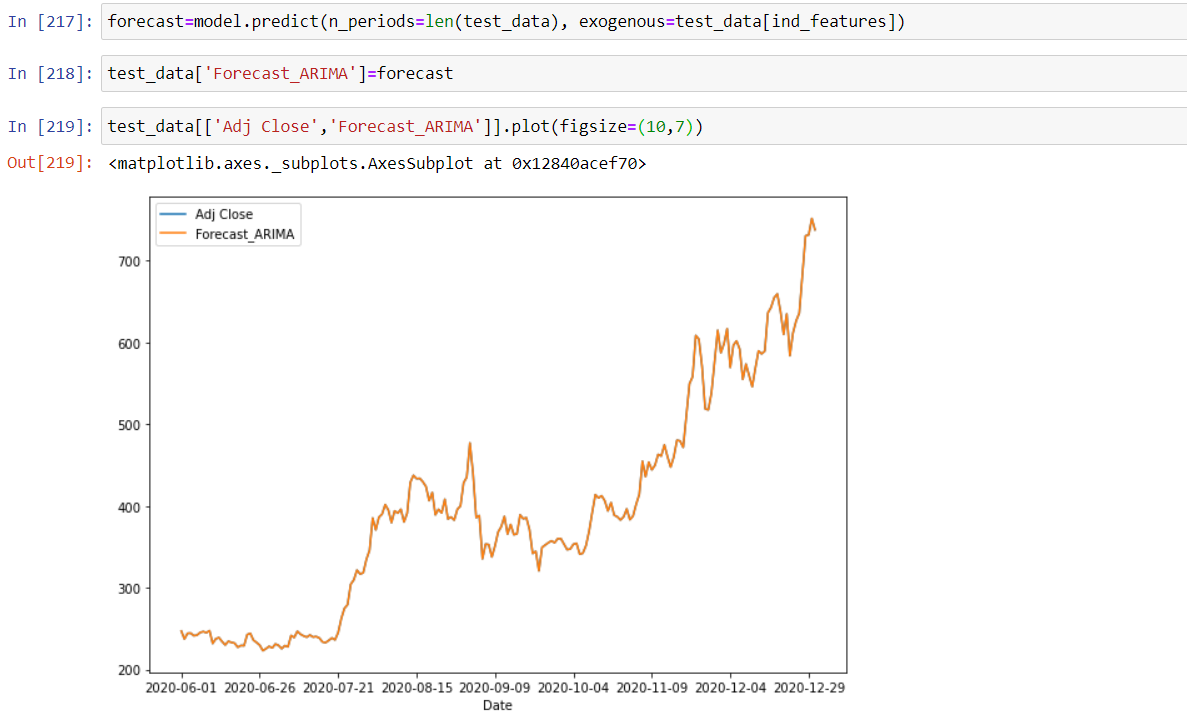 In [217]: forecast=model.predict(n_periods=len(test_data), exogenous=test_data[ind_features])
In [218]: test_data['Forecast_ARIMA']=forecast
In [219]: test_data[['Adj Close','Forecast_ARIMA']].plot(figsize=(10,7))
Out[219]: <matplotlib.axes._subplots.AxesSubplot at 0x12840acef70>
Adj Close
Forecast_ARIMA
700
600
500
400
300
200
2020-06-01 2020-06-26 2020-07-21 2020-08-15 2020-09-09 2020-10-04 2020-11-09 2020-12-04 2020-12-29
Date